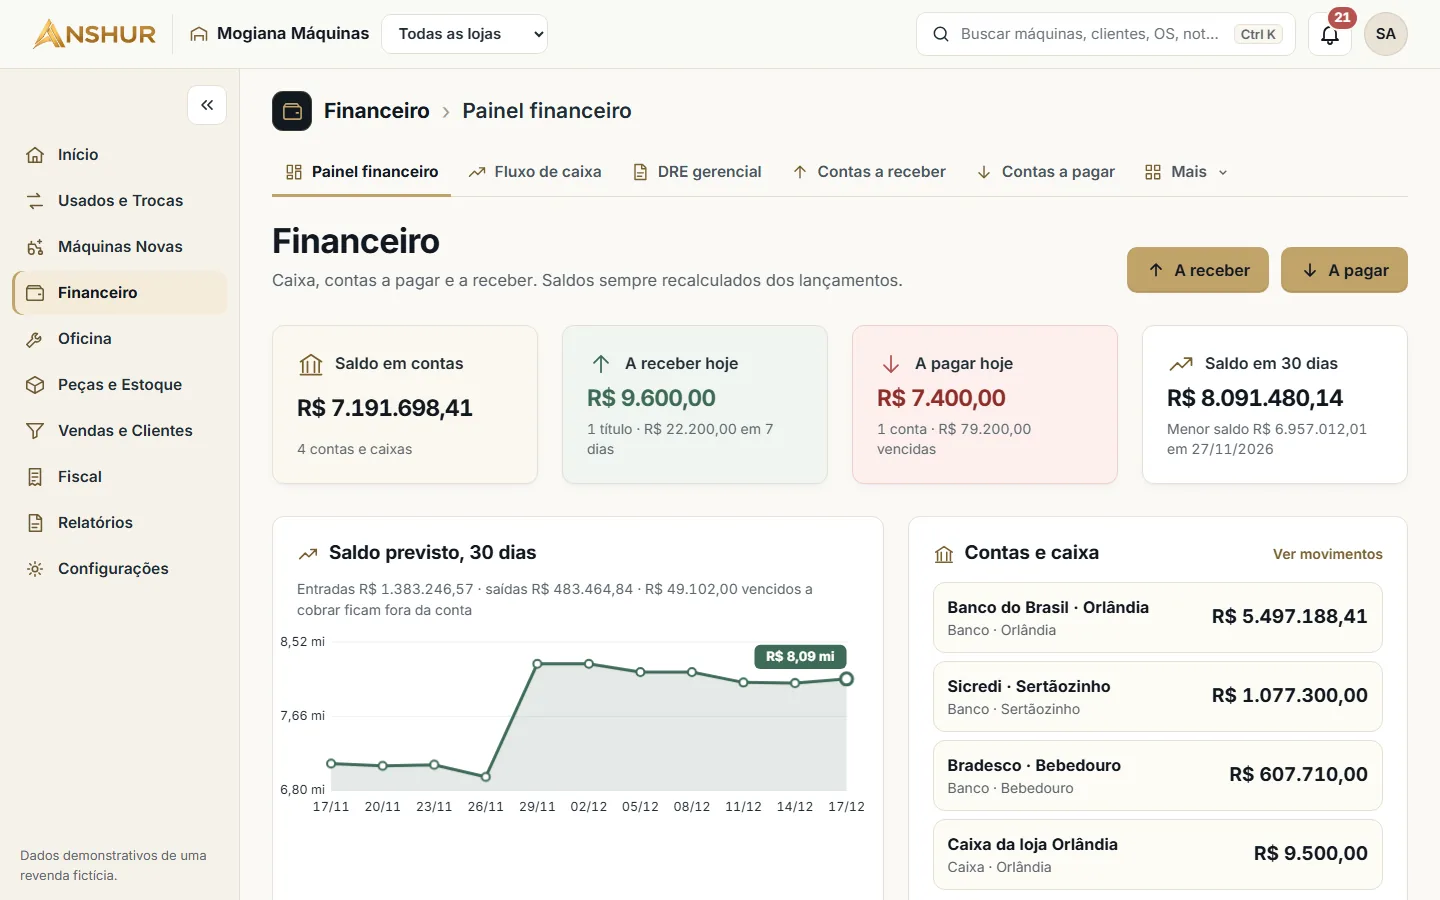 ANSHUR
Mogiana Máquinas
Todas as lojas
Buscar máquinas, clientes, OS, not...
Ctrl K
21
SA
Início
Usados e Trocas
Máquinas Novas
Financeiro
Oficina
Peças e Estoque
Vendas e Clientes
Fiscal
Relatórios
Configurações
Dados demonstrativos de uma
revenda fictícia.
Financeiro › Painel financeiro
Painel financeiro
Fluxo de caixa
DRE gerencial
Contas a receber
Contas a pagar
Mais
Financeiro
Caixa, contas a pagar e a receber. Saldos sempre recalculados dos lançamentos.
A receber
A pagar
Saldo em contas
R$ 7.191.698,41
4 contas e caixas
A receber hoje
R$ 9.600,00
1 título · R$ 22.200,00 em 7
dias
A pagar hoje
R$ 7.400,00
1 conta · R$ 79.200,00
vencidas
Saldo em 30 dias
R$ 8.091.480,14
Menor saldo R$ 6.957.012,01
em 27/11/2026
Saldo previsto, 30 dias
Entradas R$ 1.383.246,57 · saídas R$ 483.464,84 · R$ 49.102,00 vencidos a
cobrar ficam fora da conta
8,52 mi
R$ 8,09 mi
7,66 mi
6,80 mi
17/11 20/11 23/11 26/11 29/11 02/12 05/12 08/12 11/12 14/12 17/12
Contas e caixa
Ver movimentos
Banco do Brasil · Orlândia
Banco · Orlândia
R$ 5.497.188,41
Sicredi · Sertãozinho
Banco · Sertãozinho
R$ 1.077.300,00
Bradesco · Bebedouro
Banco · Bebedouro
R$ 607.710,00
Caixa da loja Orlândia
Caixa · Orlândia
R$ 9.500,00